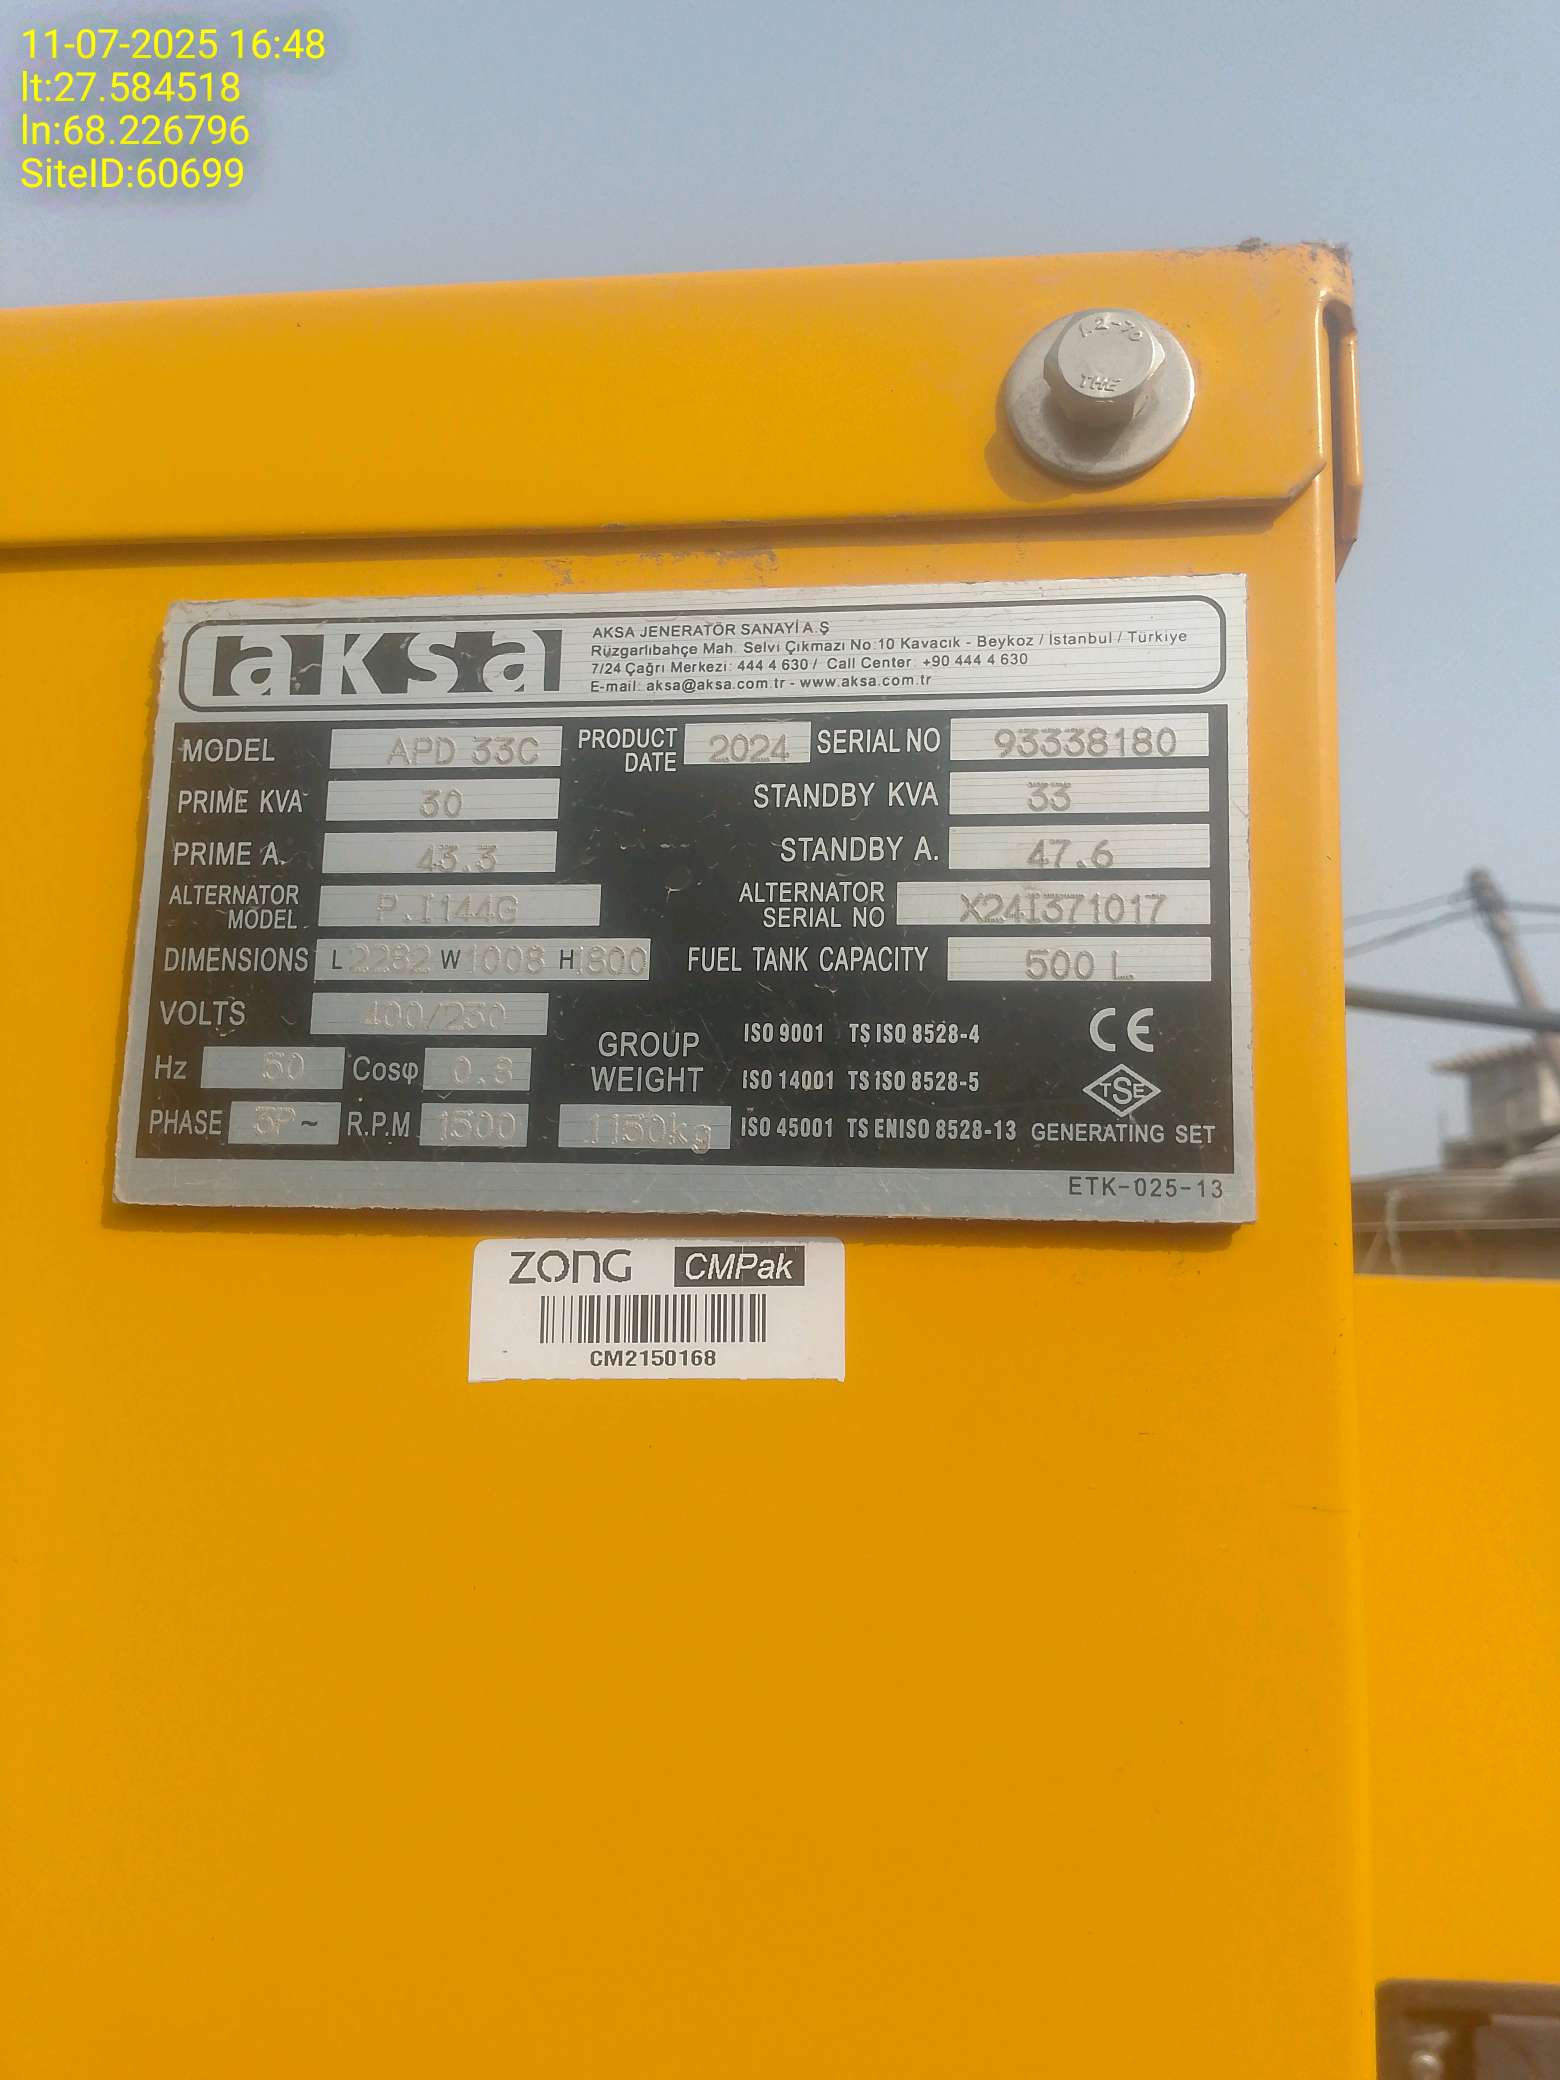 11-07-2025 16:48
lt:27.584518
ln:68.226796
SiteID:60699
THE
aksa
AKSA JENERATÖR SANAYİ A.Ş
Rüzgarlıbahçe Mah. Selvi Çıkmazı No:10 Kavacık - Beykoz / İstanbul / Türkiye
7/24 Çağrı Merkezi: 444 4 630 / Call Center: +90 444 4 630
E-mail: aksa@aksa.com.tr - www.aksa.com.tr
MODEL APD 33C PRODUCT DATE 2024 SERIAL NO 93338180
PRIME KVA 30 STANDBY KVA 33
PRIME A. 43.3 STANDBY A. 47.6
ALTERNATOR MODEL P.I144G ALTERNATOR SERIAL NO X24I371017
DIMENSIONS L 2282 W 1008 H 1800 FUEL TANK CAPACITY 500 L
VOLTS 400/230
Hz 50 Cosφ 0.8
PHASE 3P~ R.P.M 1500
GROUP WEIGHT 1150kg
ISO 9001 TS ISO 8528-4
ISO 14001 TS ISO 8528-5
ISO 45001 TS EN ISO 8528-13
CE
TSE
GENERATING SET
ETK-025-13
ZONG CMPak
CM2150168